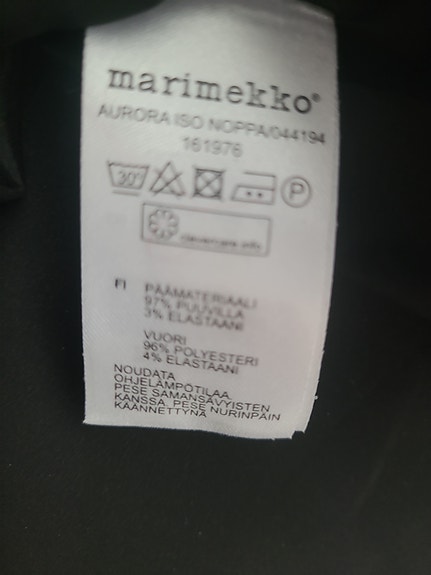 marimekko®
AURORA ISO NOPPA/044194
161976
30° P
clevercare.info
FI PÄÄMATERIAALI
97% PUUVILLA
3% ELASTAANI
VUORI
96% POLYESTERI
4% ELASTAANI
NOUDATA
OHJELÄMPÖTILAA.
PESE SAMANSÄVYISTEN
KANSSA. PESE NURINPÄIN
KÄÄNNETTYNÄ